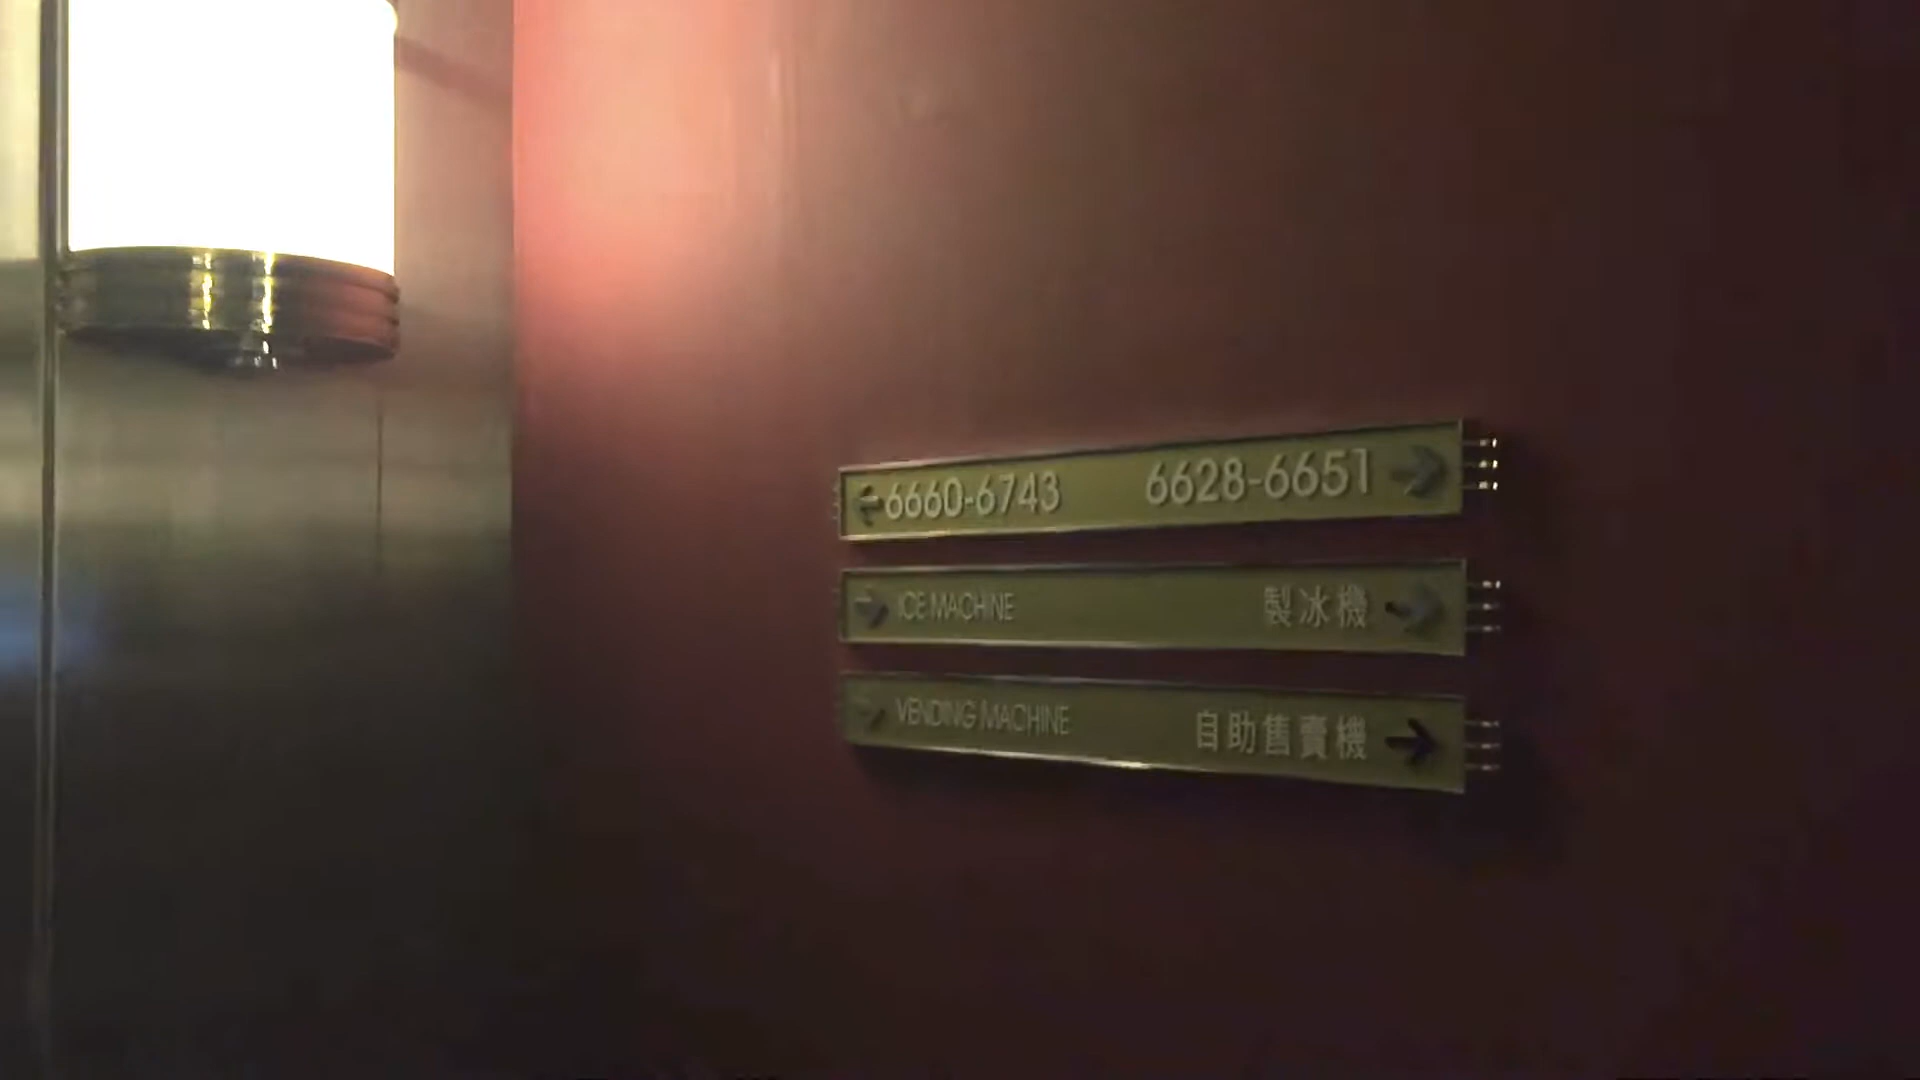 ←6660-6743 6628-6651→
→ ICE MACHINE 製冰機 →
→ VENDING MACHINE 自助售賣機 →